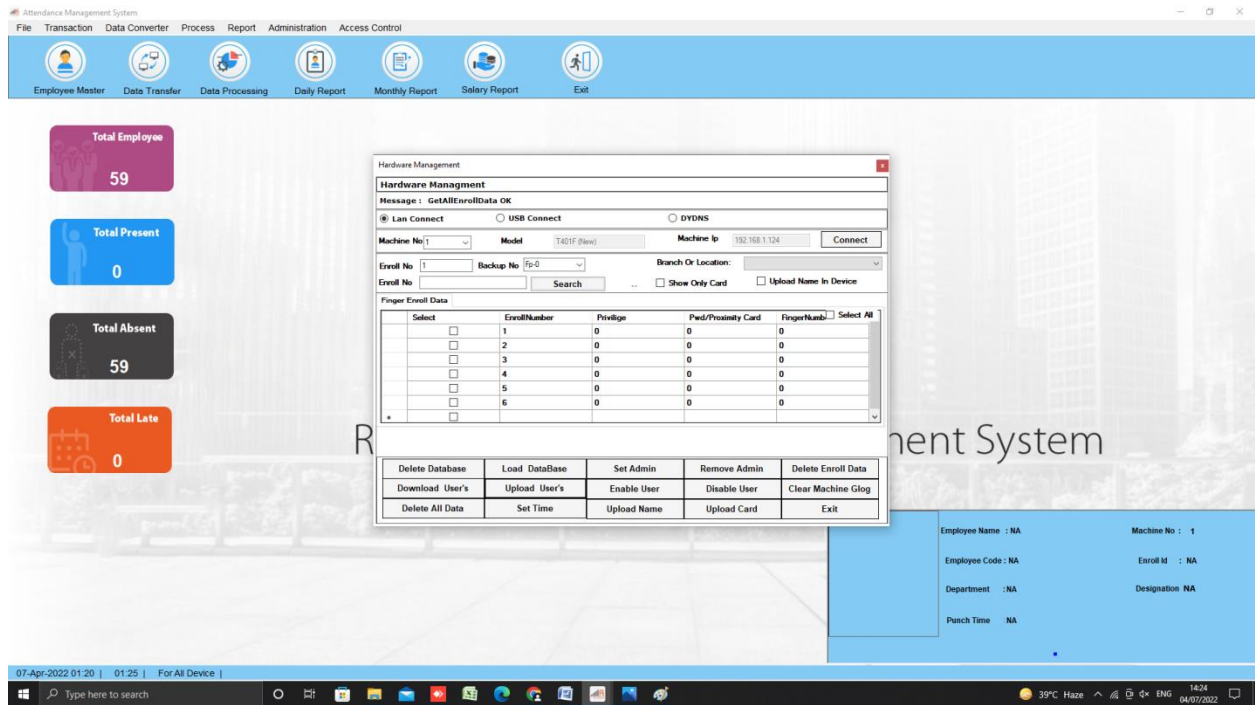 Attendance Management System
File Transaction Data Converter Process Report Administration Access Control
Employee Master Data Transfer Data Processing Daily Report Monthly Report Salary Report Exit
Total Employee
59
Total Present
0
Total Absent
59
Total Late
0
Hardware Management
Hardware Managment
Message : GetAllEnrollData OK
Lan Connect USB Connect DYDNS
Machine No 1 Model T401F (New) Machine Ip 192.168.1.124 Connect
Enroll No 1 Backup No Fp-0 Branch Or Location:
Enroll No Search .. Show Only Card Upload Name In Device
Finger Enroll Data
Select EnrollNumber Privilige Pwd/Proximity Card FingerNumb Select All
1 0 0 0
2 0 0 0
3 0 0 0
4 0 0 0
5 0 0 0
6 0 0 0
*
Delete Database Load DataBase Set Admin Remove Admin Delete Enroll Data
Download User's Upload User's Enable User Disable User Clear Machine Glog
Delete All Data Set Time Upload Name Upload Card Exit
R ment System
Employee Name : NA Machine No : 1
Employee Code : NA Enroll Id : NA
Department :NA Designation NA
Punch Time NA
07-Apr-2022 01:20 | 01:25 | For All Device |
Type here to search 39°C Haze ENG 14:24
04/07/2022